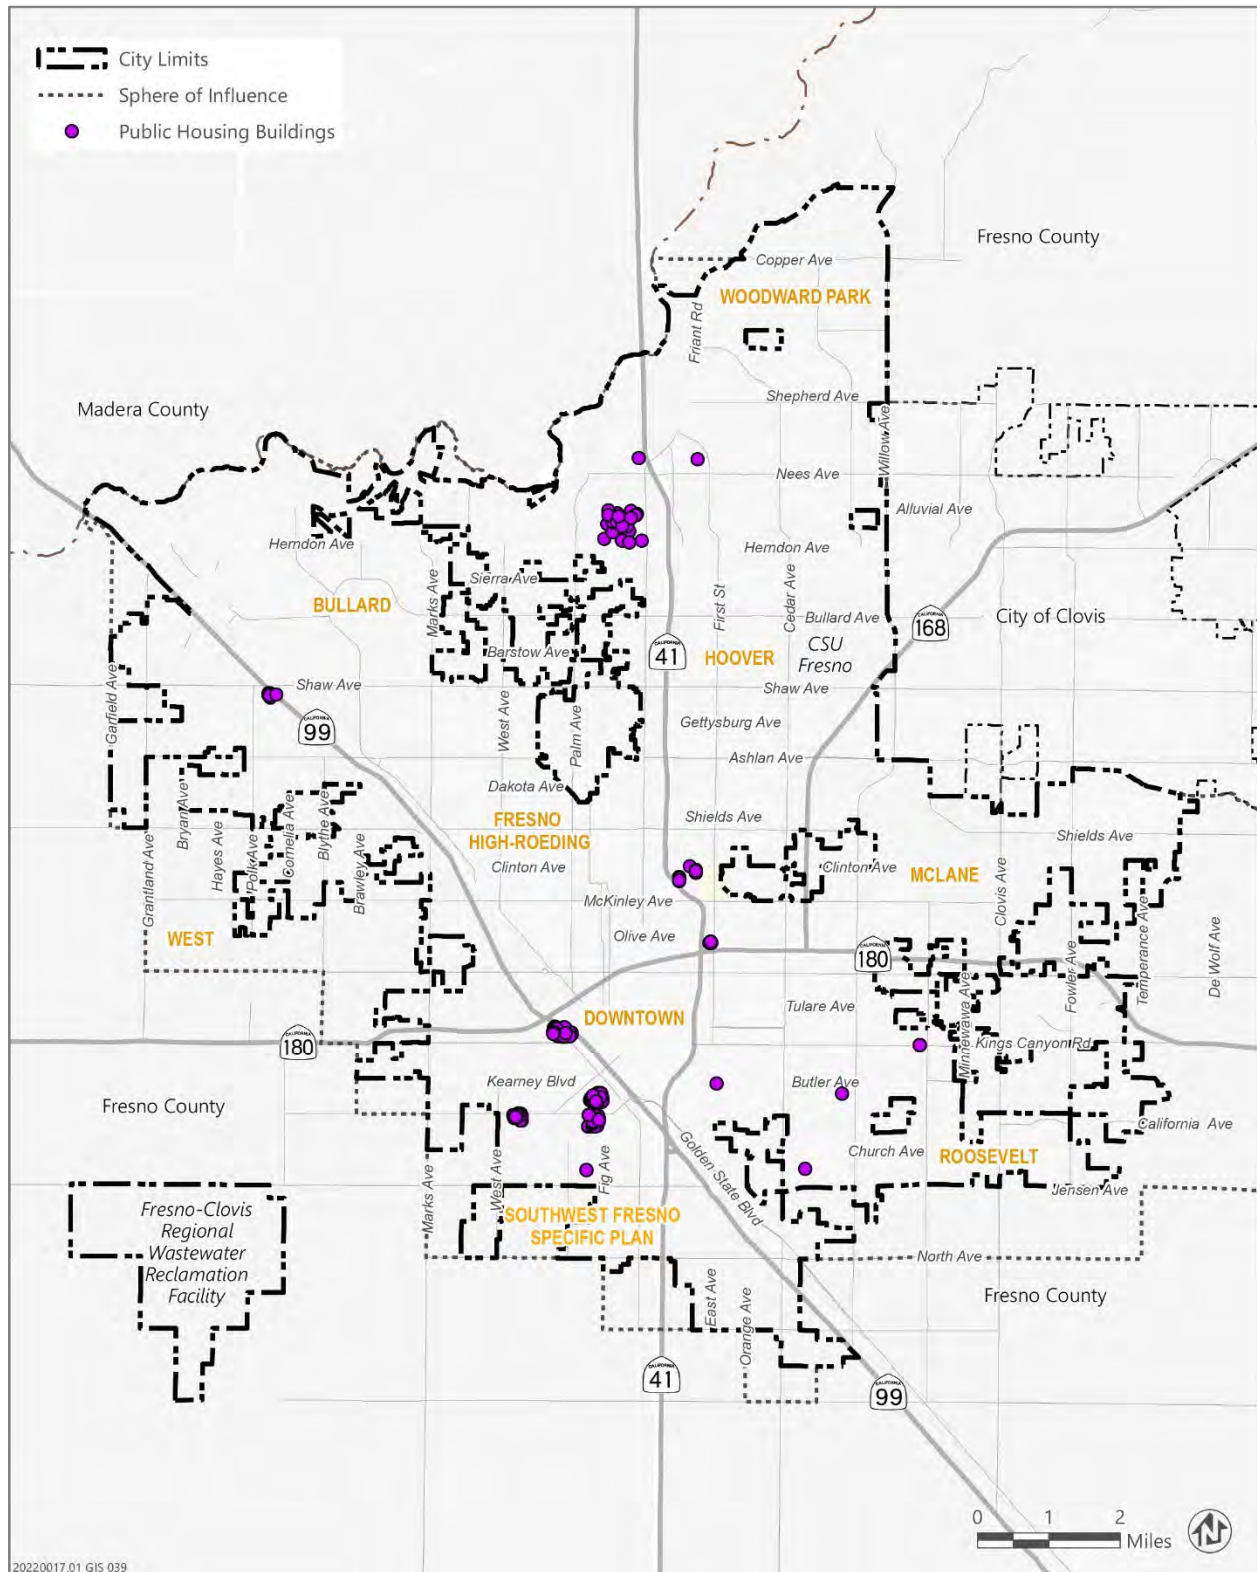 City Limits
Sphere of Influence
Public Housing Buildings
Fresno County
Copper Ave
WOODWARD PARK
Friant Rd
Shepherd Ave
Madera County
Willow Ave
Nees Ave
Alluvial Ave
Herndon Ave
Herndon Ave
Sierra Ave
Marks Ave
BULLARD
First St
Cedar Ave
Bullard Ave
CALIFORNIA
168
City of Clovis
CSU
Fresno
Barstow Ave
CALIFORNIA
41
HOOVER
Garfield Ave
Shaw Ave
Shaw Ave
West Ave
Palm Ave
Gettysburg Ave
CALIFORNIA
99
Ashlan Ave
Dakota Ave
Bryan Ave
Hayes Ave
Polk Ave
Cornelia Ave
Blythe Ave
Brawley Ave
Grantland Ave
FRESNO
HIGH-ROEDING
Shields Ave
Shields Ave
Clinton Ave
Clinton Ave
MCLANE
Clovis Ave
McKinley Ave
Olive Ave
WEST
CALIFORNIA
180
Fowler Ave
Temperance Ave
De Wolf Ave
Minnewawa Ave
Tulare Ave
DOWNTOWN
Kings Canyon Rd
CALIFORNIA
180
Kearney Blvd
Butler Ave
Fresno County
California Ave
Church Ave
ROOSEVELT
Golden State Blvd
Jensen Ave
Marks Ave
West Ave
Fig Ave
SOUTHWEST FRESNO
SPECIFIC PLAN
Fresno-Clovis
Regional
Wastewater
Reclamation
Facility
North Ave
East Ave
Orange Ave
Fresno County
CALIFORNIA
41
CALIFORNIA
99
0 1 2
Miles
N
20220017.01 GIS 039